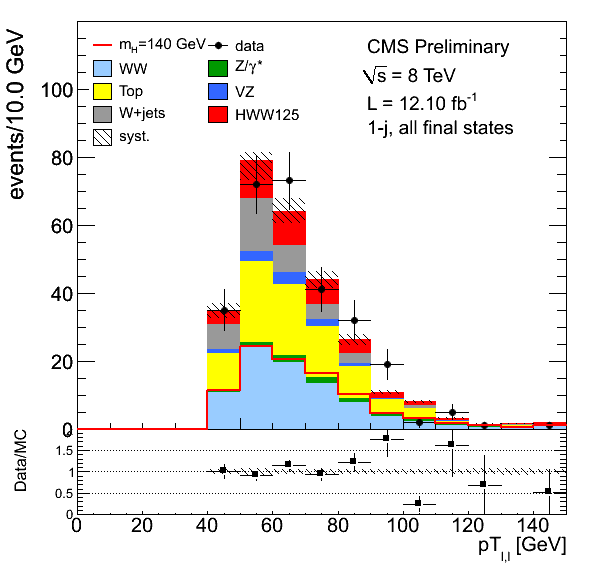 events/10.0 GeV
m_H=140 GeV
data
WW
Z/γ*
Top
VZ
W+jets
HWW125
syst.
CMS Preliminary
√s = 8 TeV
L = 12.10 fb⁻¹
1-j, all final states
100
80
60
40
20
0
Data/MC
1.5
1
0.5
0
0 20 40 60 80 100 120 140
pT_l,l [GeV]